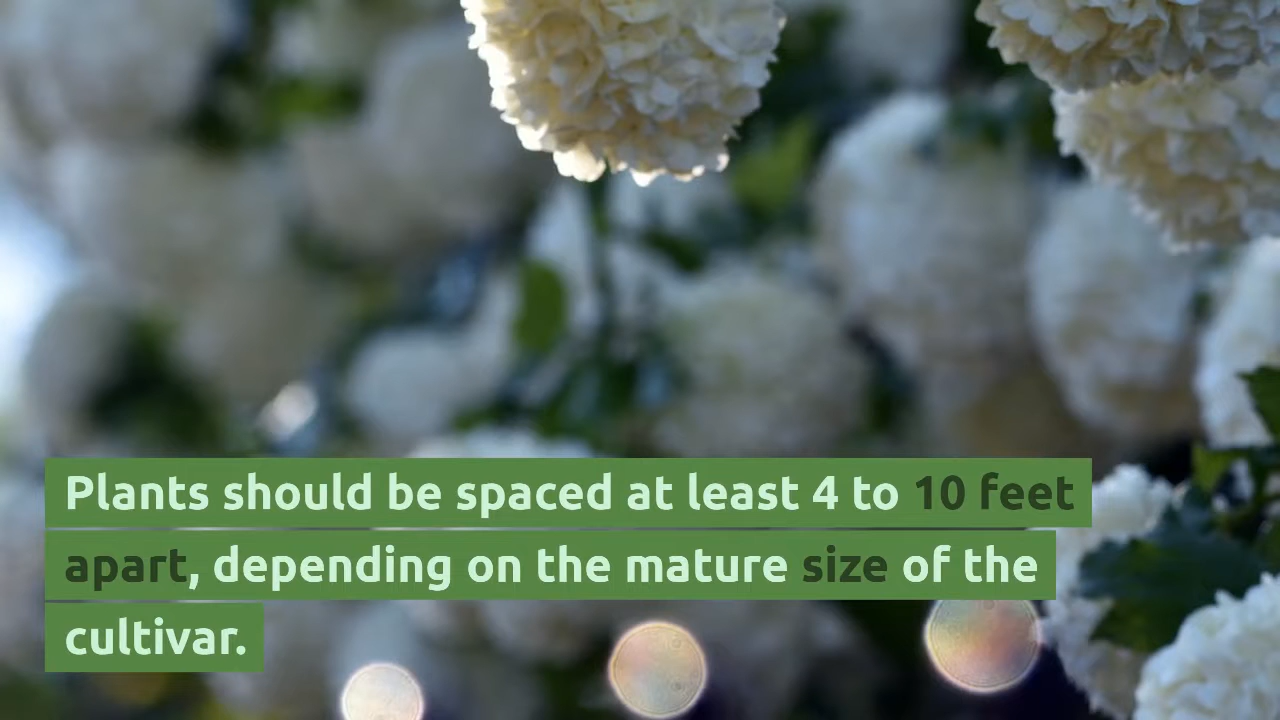 Plants should be spaced at least 4 to 10 feet
apart, depending on the mature size of the
cultivar.